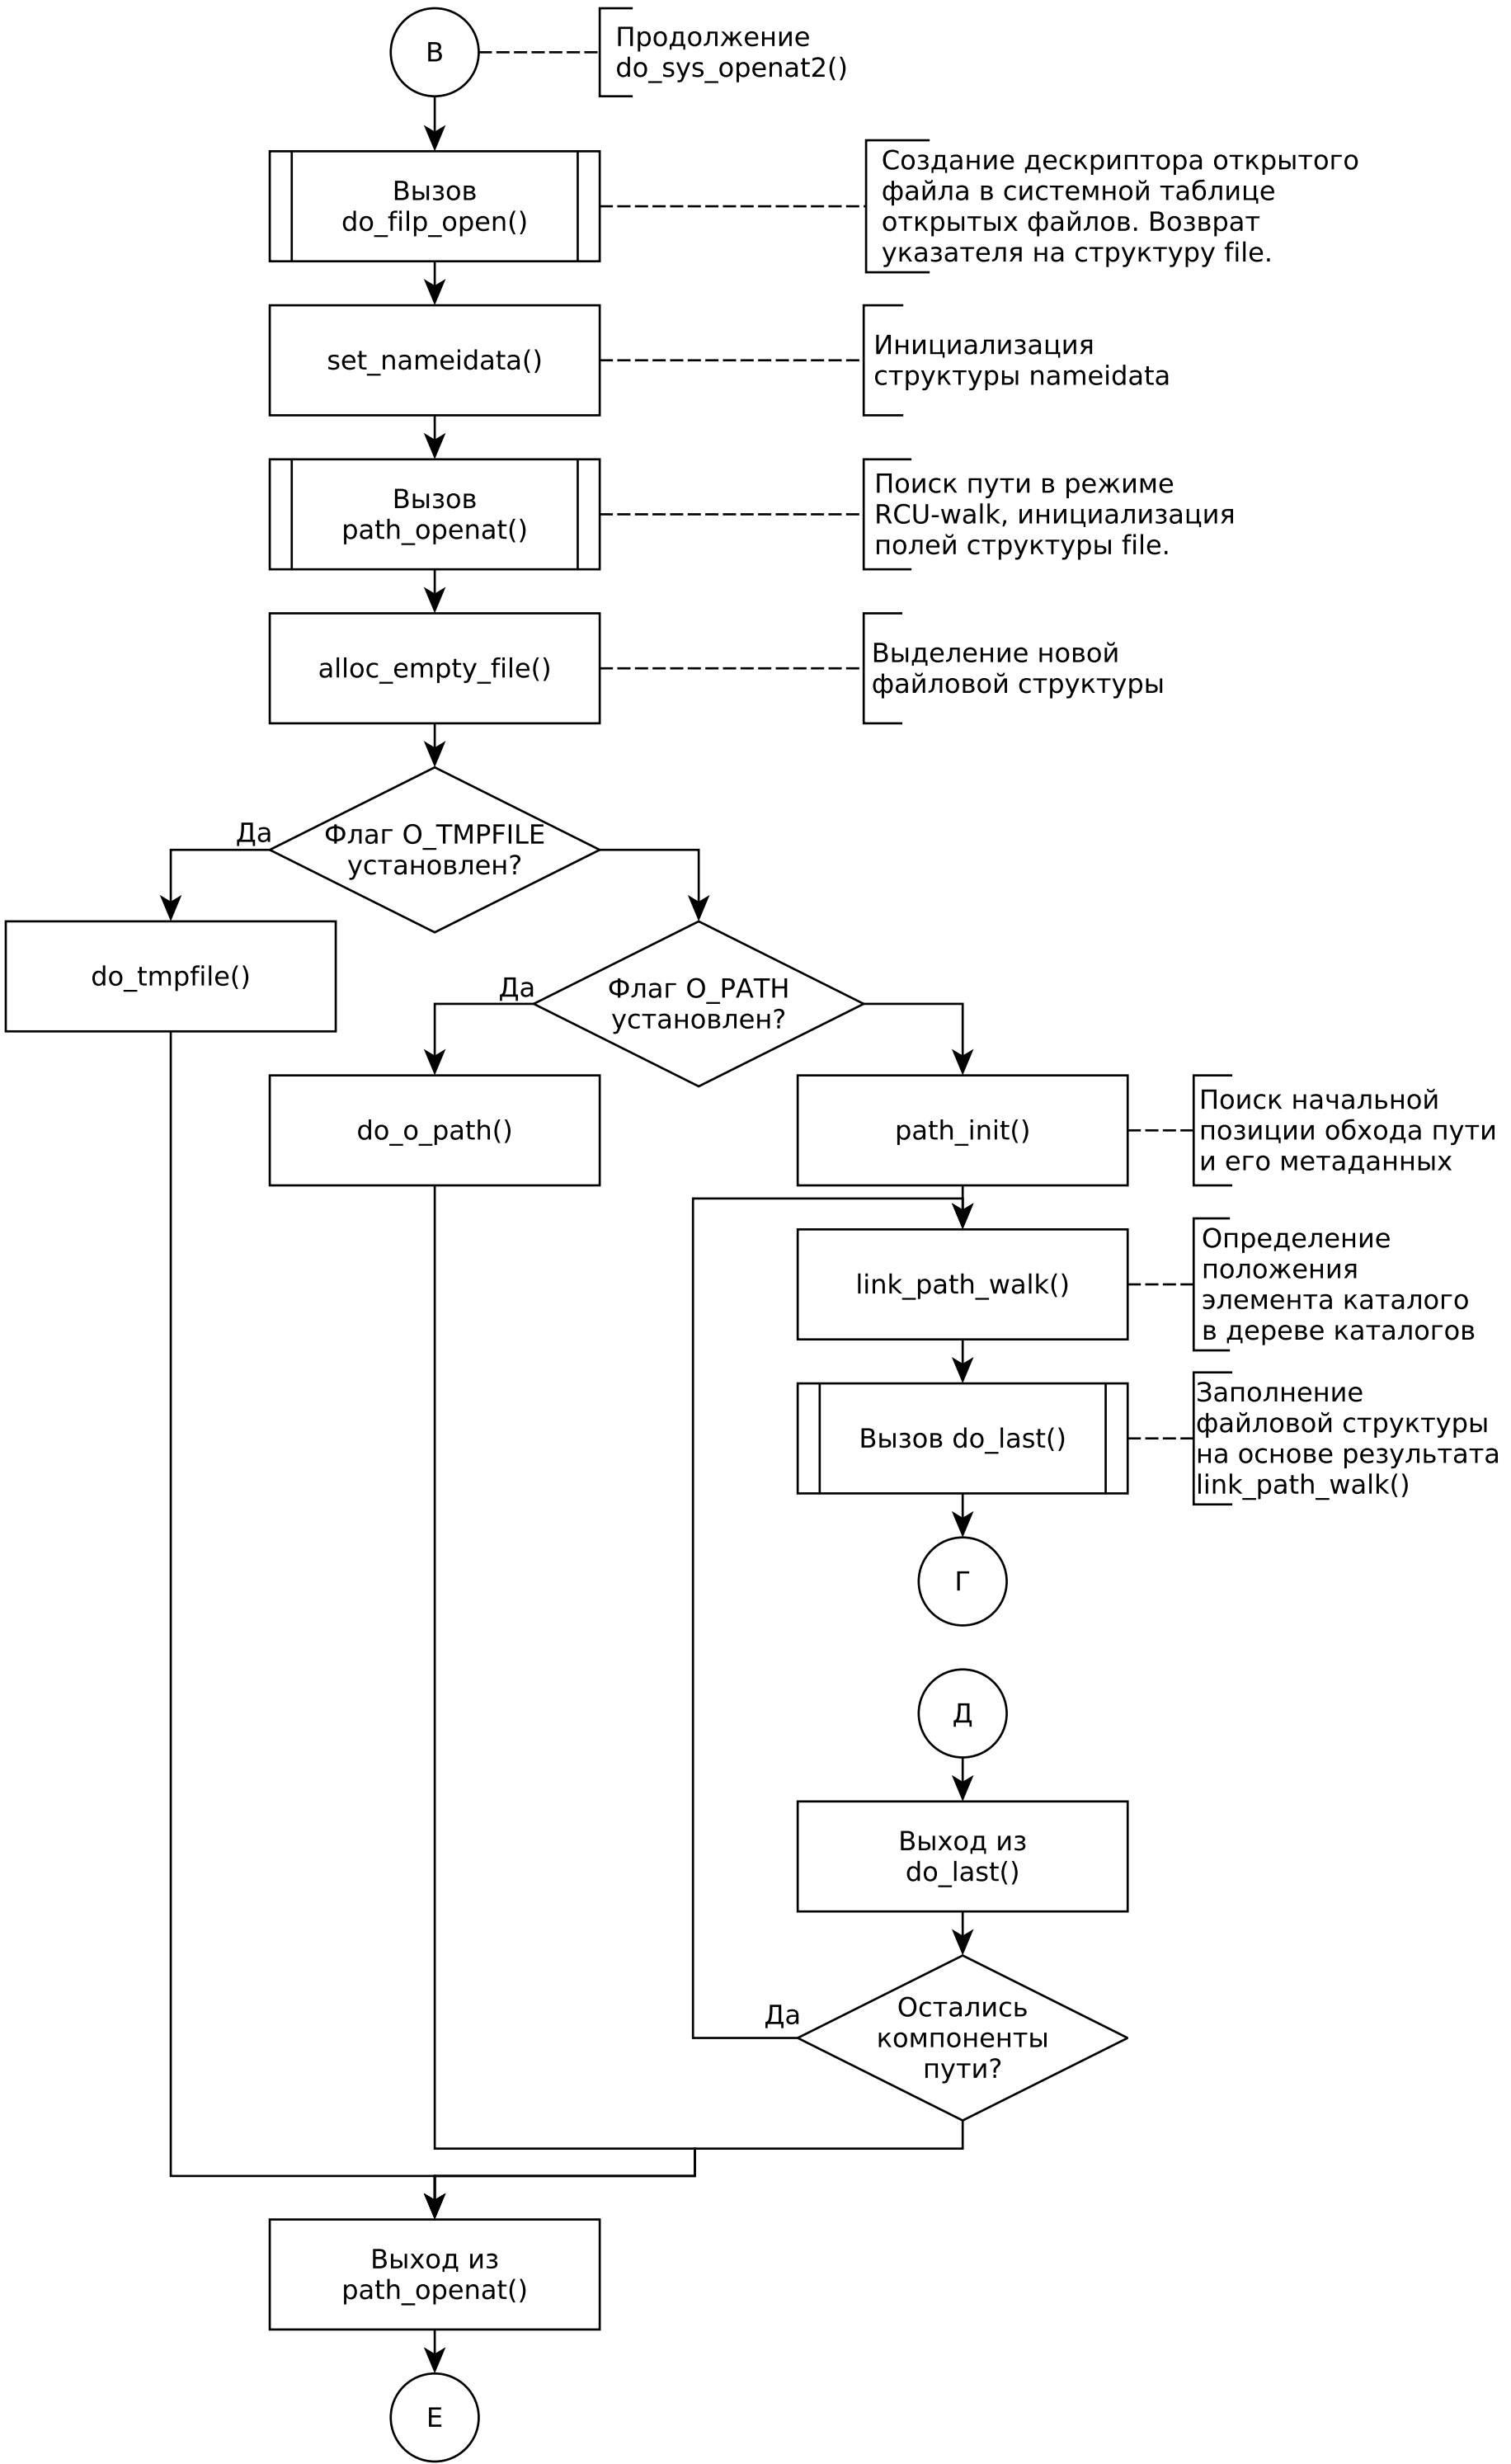 В
Продолжение
do_sys_openat2()
Вызов
do_filp_open()
Создание дескриптора открытого
файла в системной таблице
открытых файлов. Возврат
указателя на структуру file.
set_nameidata()
Инициализация
структуры nameidata
Вызов
path_openat()
Поиск пути в режиме
RCU-walk, инициализация
полей структуры file.
alloc_empty_file()
Выделение новой
файловой структуры
Флаг O_TMPFILE
установлен?
Да
do_tmpfile()
Флаг O_PATH
установлен?
Да
do_o_path()
path_init()
Поиск начальной
позиции обхода пути
и его метаданных
link_path_walk()
Определение
положения
элемента каталого
в дереве каталогов
Вызов do_last()
Заполнение
файловой структуры
на основе результата
link_path_walk()
Г
Д
Выход из
do_last()
Остались
компоненты
пути?
Да
Выход из
path_openat()
Е